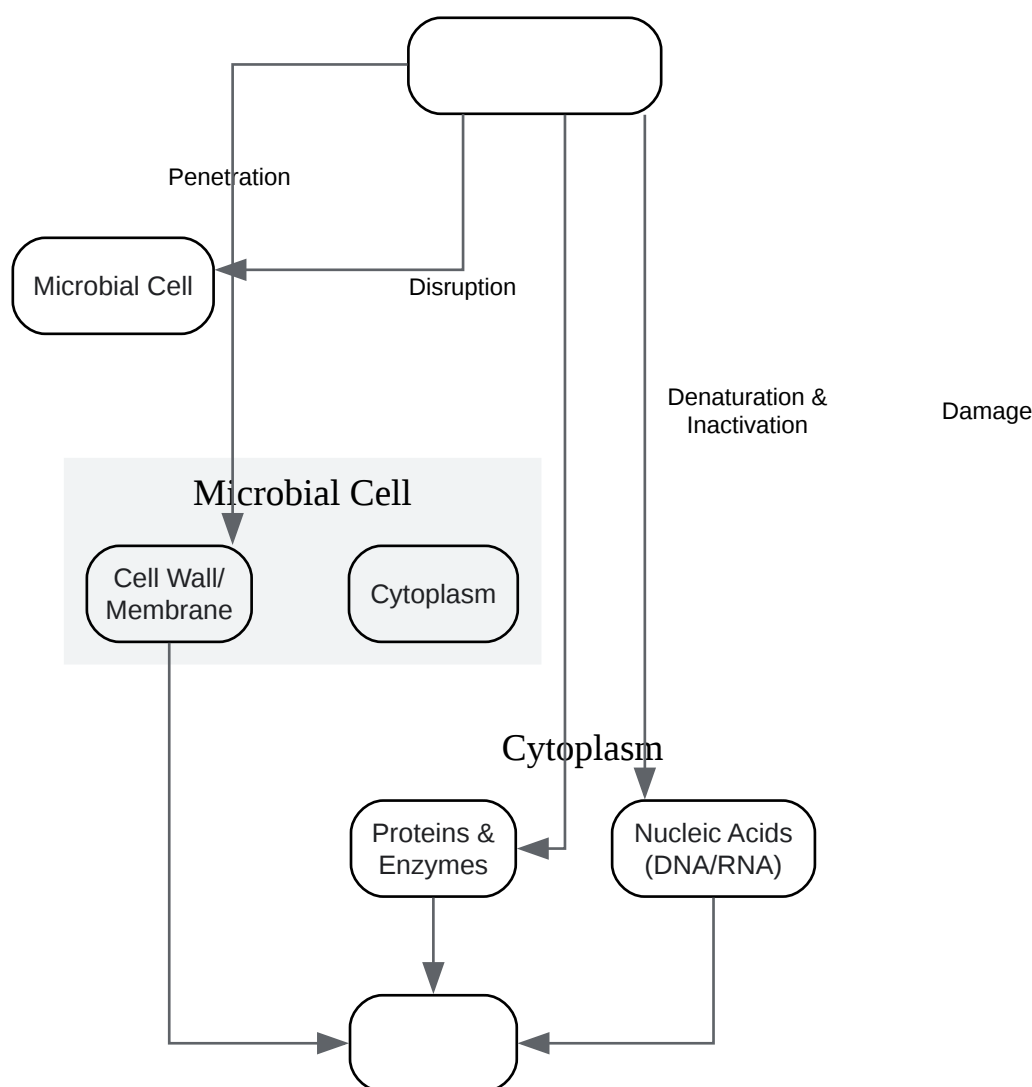 Penetration
Microbial Cell
Disruption
Denaturation &
Inactivation
Damage
Microbial Cell
Cell Wall/
Membrane
Cytoplasm
Cytoplasm
Proteins &
Enzymes
Nucleic Acids
(DNA/RNA)